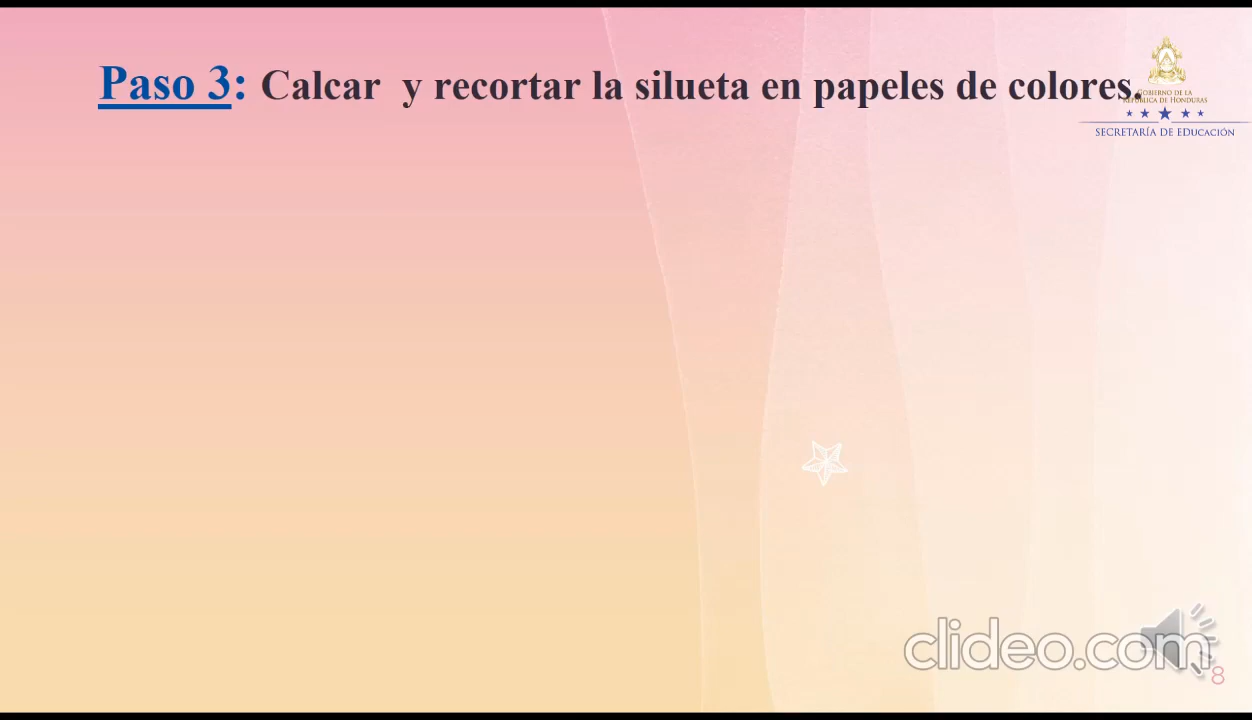 Paso 3: Calcar y recortar la silueta en papeles de colores.
GOBIERNO DE LA
REPÚBLICA DE HONDURAS
SECRETARÍA DE EDUCACIÓN
clideo.com
8